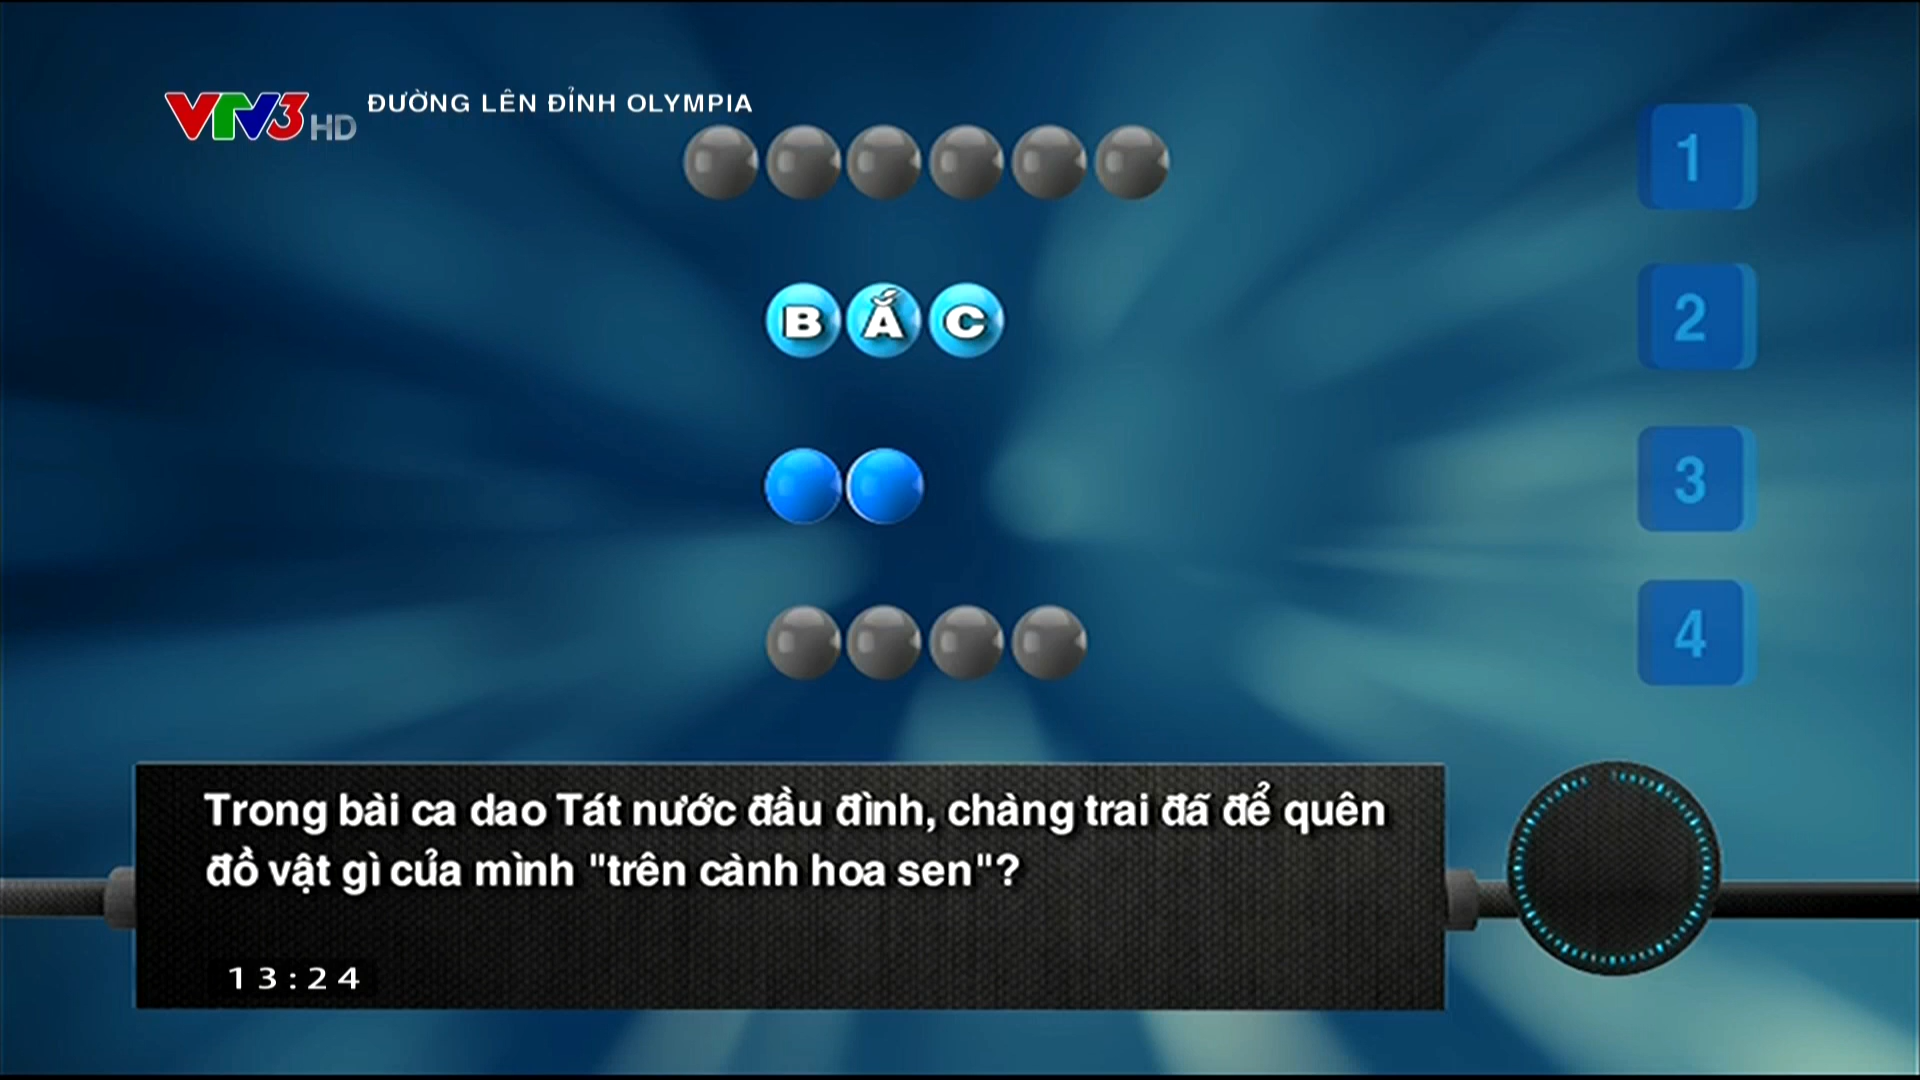 VTV3 HD
ĐƯỜNG LÊN ĐỈNH OLYMPIA
1
BẮC
2
3
4
Trong bài ca dao Tát nước đầu đình, chàng trai đã để quên
đồ vật gì của mình "trên cành hoa sen"?
13:24